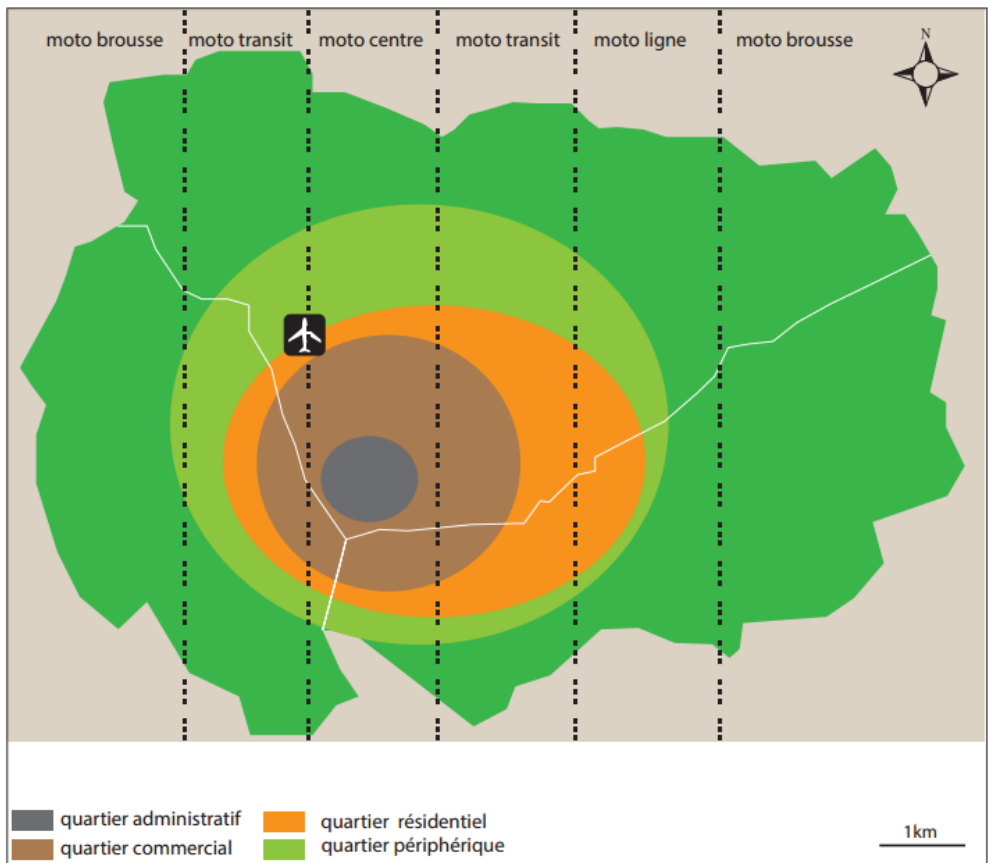 moto brousse moto transit moto centre moto transit moto ligne moto brousse
N
quartier administratif quartier résidentiel
quartier commercial quartier périphérique
1km